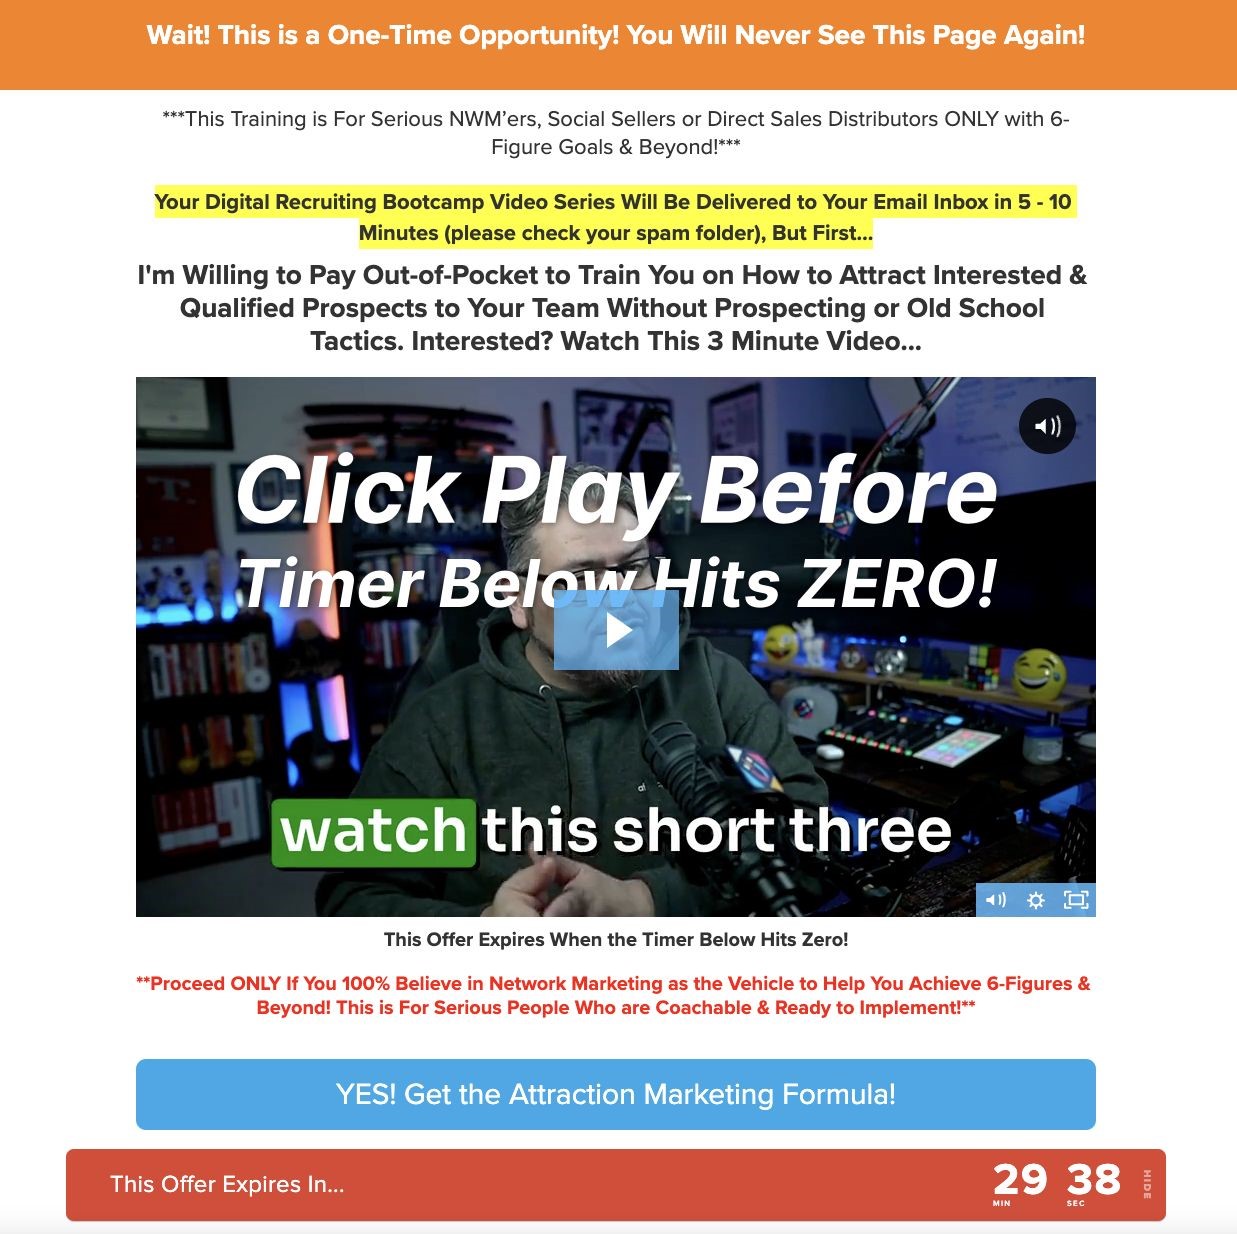 Wait! This is a One-Time Opportunity! You Will Never See This Page Again!
***This Training is For Serious NWM’ers, Social Sellers or Direct Sales Distributors ONLY with 6-
Figure Goals & Beyond!***
Your Digital Recruiting Bootcamp Video Series Will Be Delivered to Your Email Inbox in 5 - 10
Minutes (please check your spam folder), But First...
I'm Willing to Pay Out-of-Pocket to Train You on How to Attract Interested &
Qualified Prospects to Your Team Without Prospecting or Old School
Tactics. Interested? Watch This 3 Minute Video...
Click Play Before
Timer Below Hits ZERO!
watch this short three
This Offer Expires When the Timer Below Hits Zero!
**Proceed ONLY If You 100% Believe in Network Marketing as the Vehicle to Help You Achieve 6-Figures &
Beyond! This is For Serious People Who are Coachable & Ready to Implement!**
YES! Get the Attraction Marketing Formula!
This Offer Expires In...
29 38
MIN SEC
HIDE